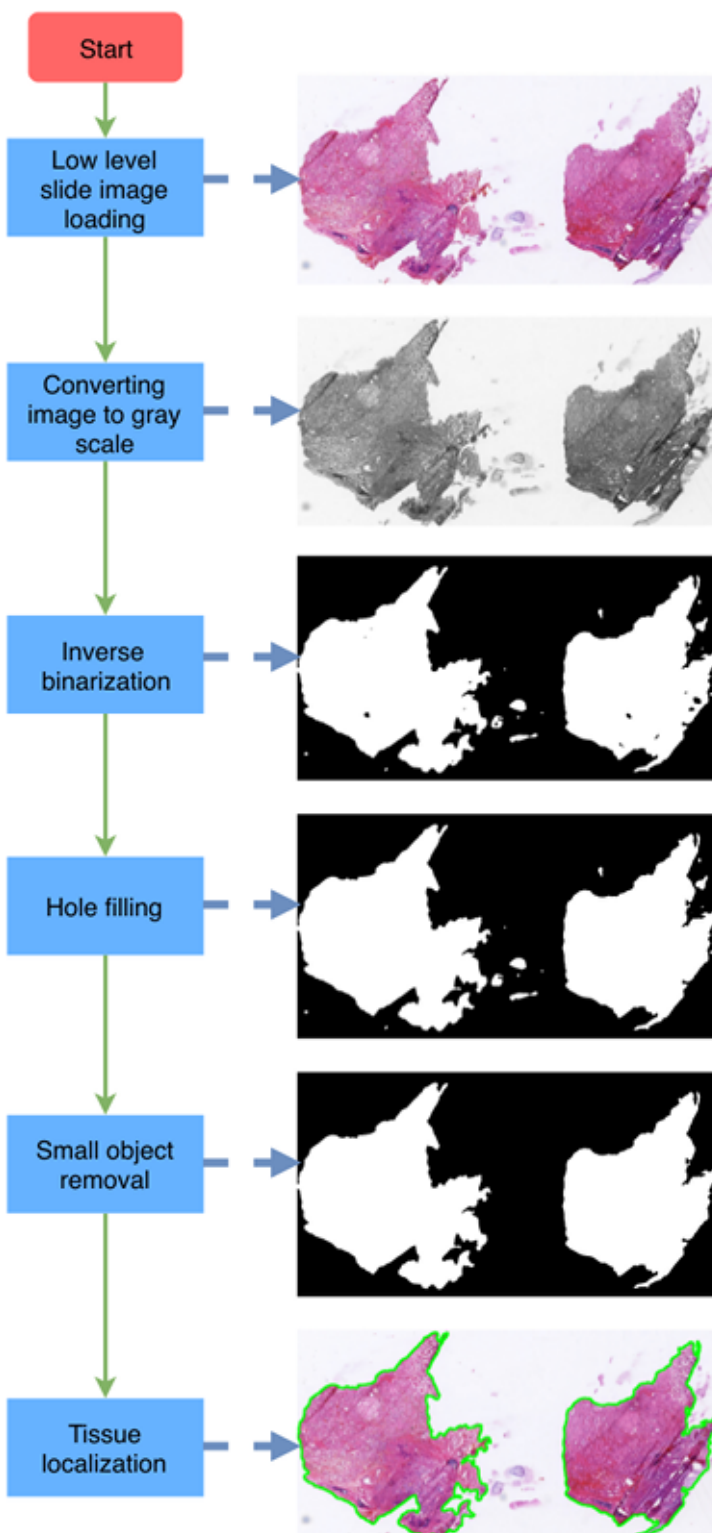 Start
Low level
slide image
loading
Converting
image to gray
scale
Inverse
binarization
Hole filling
Small object
removal
Tissue
localization